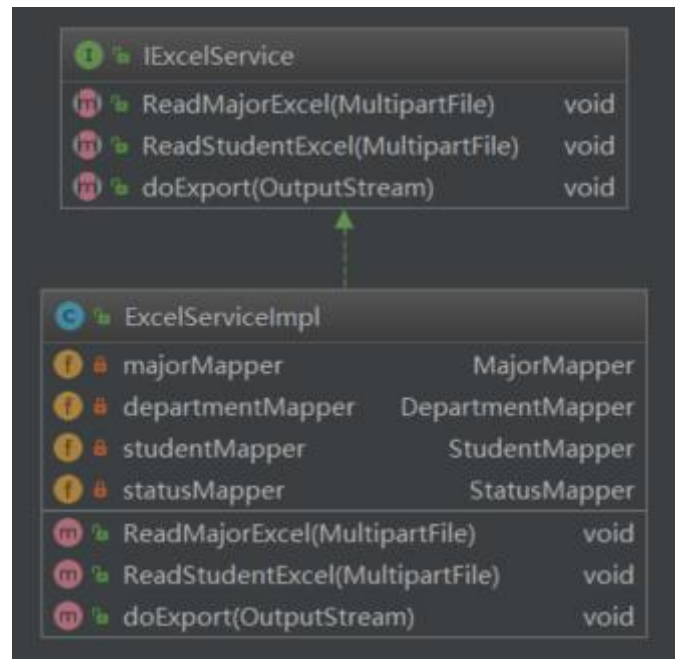 IExcelService
ReadMajorExcel(MultipartFile) void
ReadStudentExcel(MultipartFile) void
doExport(OutputStream) void
ExcelServiceImpl
majorMapper MajorMapper
departmentMapper DepartmentMapper
studentMapper StudentMapper
statusMapper StatusMapper
ReadMajorExcel(MultipartFile) void
ReadStudentExcel(MultipartFile) void
doExport(OutputStream) void